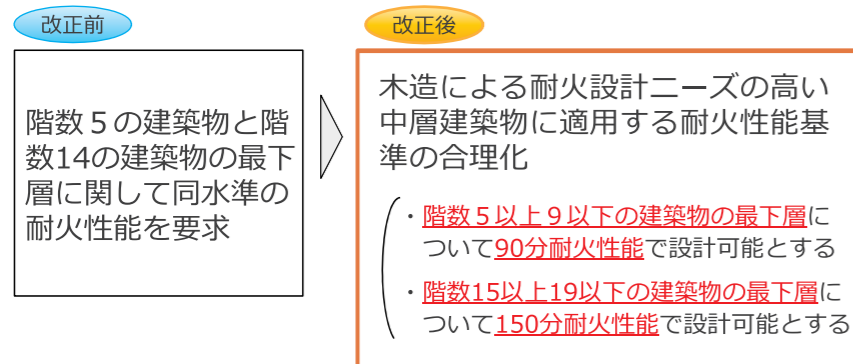 改正前
階数５の建築物と階
数14の建築物の最下
層に関して同水準の
耐火性能を要求
改正後
木造による耐火設計ニーズの高い
中層建築物に適用する耐火性能基
準の合理化
・階数５以上９以下の建築物の最下層に
ついて90分耐火性能で設計可能とする
・階数15以上19以下の建築物の最下層に
ついて150分耐火性能で設計可能とする